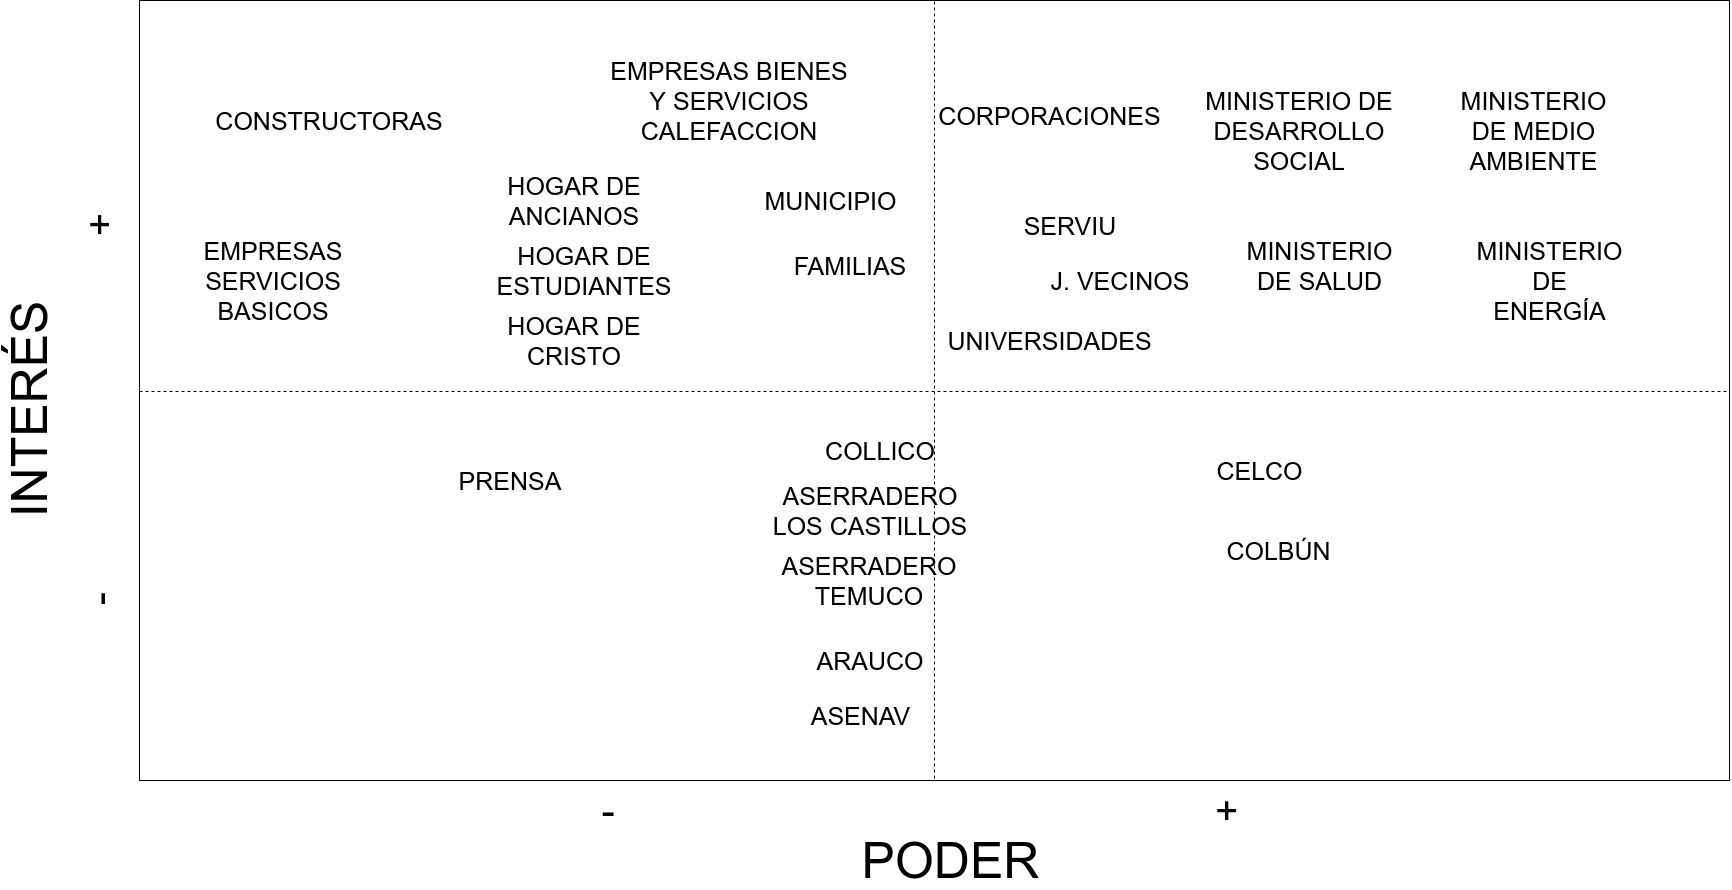 EMPRESAS BIENES
Y SERVICIOS
CALEFACCION
CONSTRUCTORAS
CORPORACIONES
MINISTERIO DE
DESARROLLO
SOCIAL
MINISTERIO
DE MEDIO
AMBIENTE
HOGAR DE
ANCIANOS
MUNICIPIO
SERVIU
+
EMPRESAS
SERVICIOS
BASICOS
HOGAR DE
ESTUDIANTES
FAMILIAS
J. VECINOS
MINISTERIO
DE SALUD
MINISTERIO
DE
ENERGÍA
HOGAR DE
CRISTO
UNIVERSIDADES
INTERÉS
COLLICO
PRENSA
CELCO
ASERRADERO
LOS CASTILLOS
COLBÚN
ASERRADERO
TEMUCO
-
ARAUCO
ASENAV
-
+
PODER